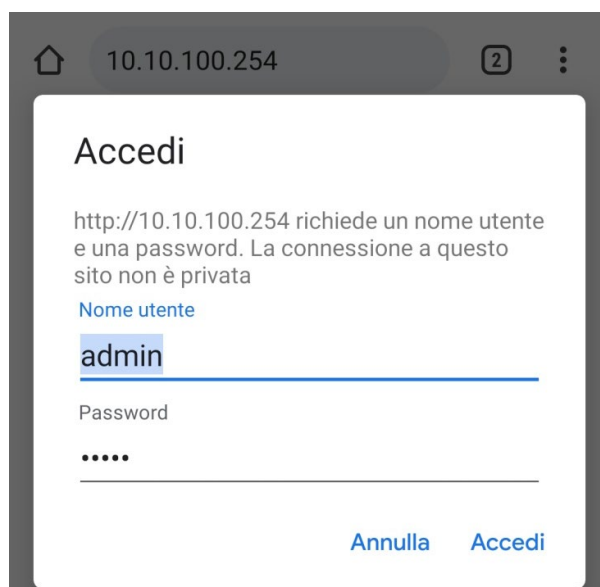 10.10.100.254
2
Accedi
http://10.10.100.254 richiede un nome utente
e una password. La connessione a questo
sito non è privata
Nome utente
admin
Password
•••••
Annulla
Accedi